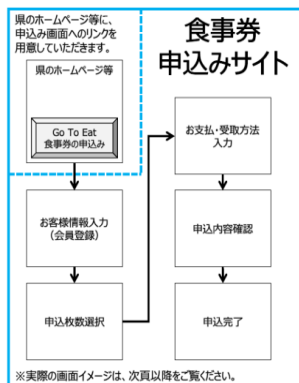 県のホームページ等に、
申込み画面へのリンクを
用意していただきます。
県のホームページ等
Go To Eat
食事券の申込み
お客様情報入力
(会員登録)
申込枚数選択
食事券
申込みサイト
お支払・受取方法
入力
申込内容確認
申込完了
※実際の画面イメージは、次頁以降をご覧ください。